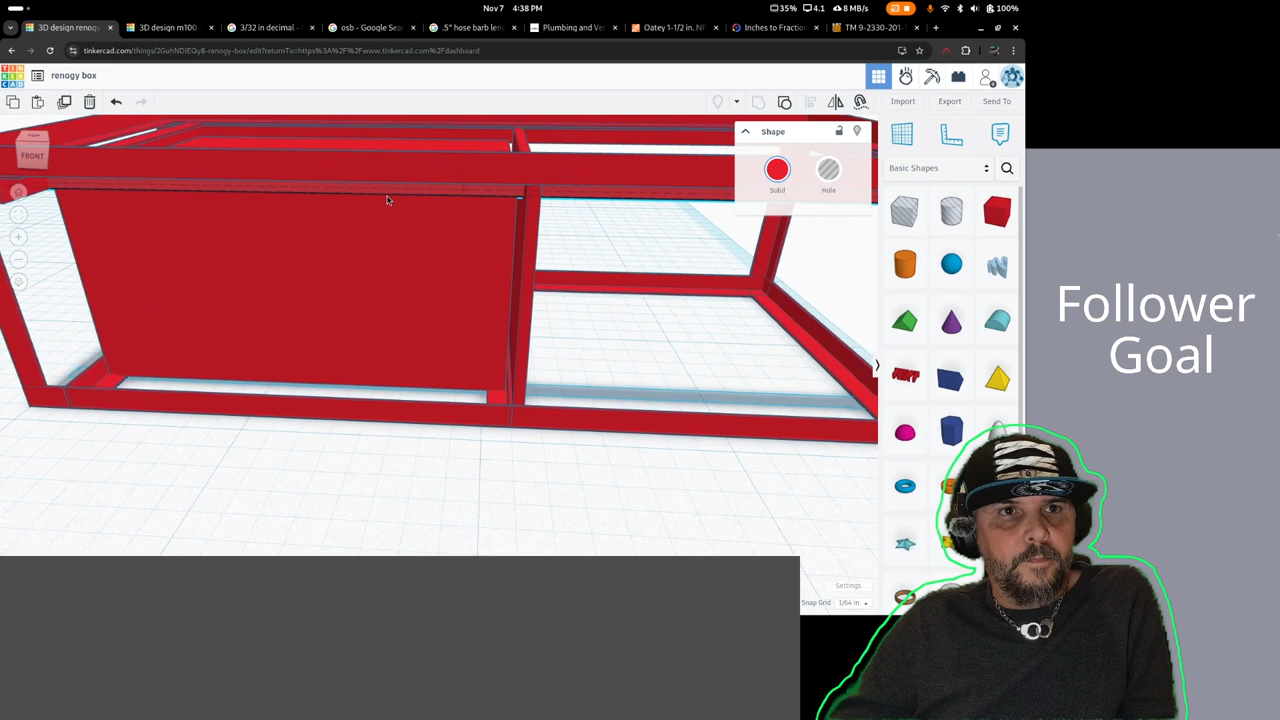 Nov 7 4:38 PM
35% 4.1 8 MB/s 100%
3D design renog 3D design m100 3/32 in decimal - osb - Google Sea .5" hose barb len Plumbing and Ve Oatey 1-1/2 in. NP Inches to Fractio TM 9-2330-201-1
tinkercad.com/things/2GuhNDIEQy8-renogy-box/edit?returnTo=https%3A%2F%2Fwww.tinkercad.com%2Fdashboard
TIN
KER
CAD
renogy box
Import Export Send To
Shape
Solid Hole
Basic Shapes
TOP
FRONT
Settings
Snap Grid 1/64 in
Follower
Goal